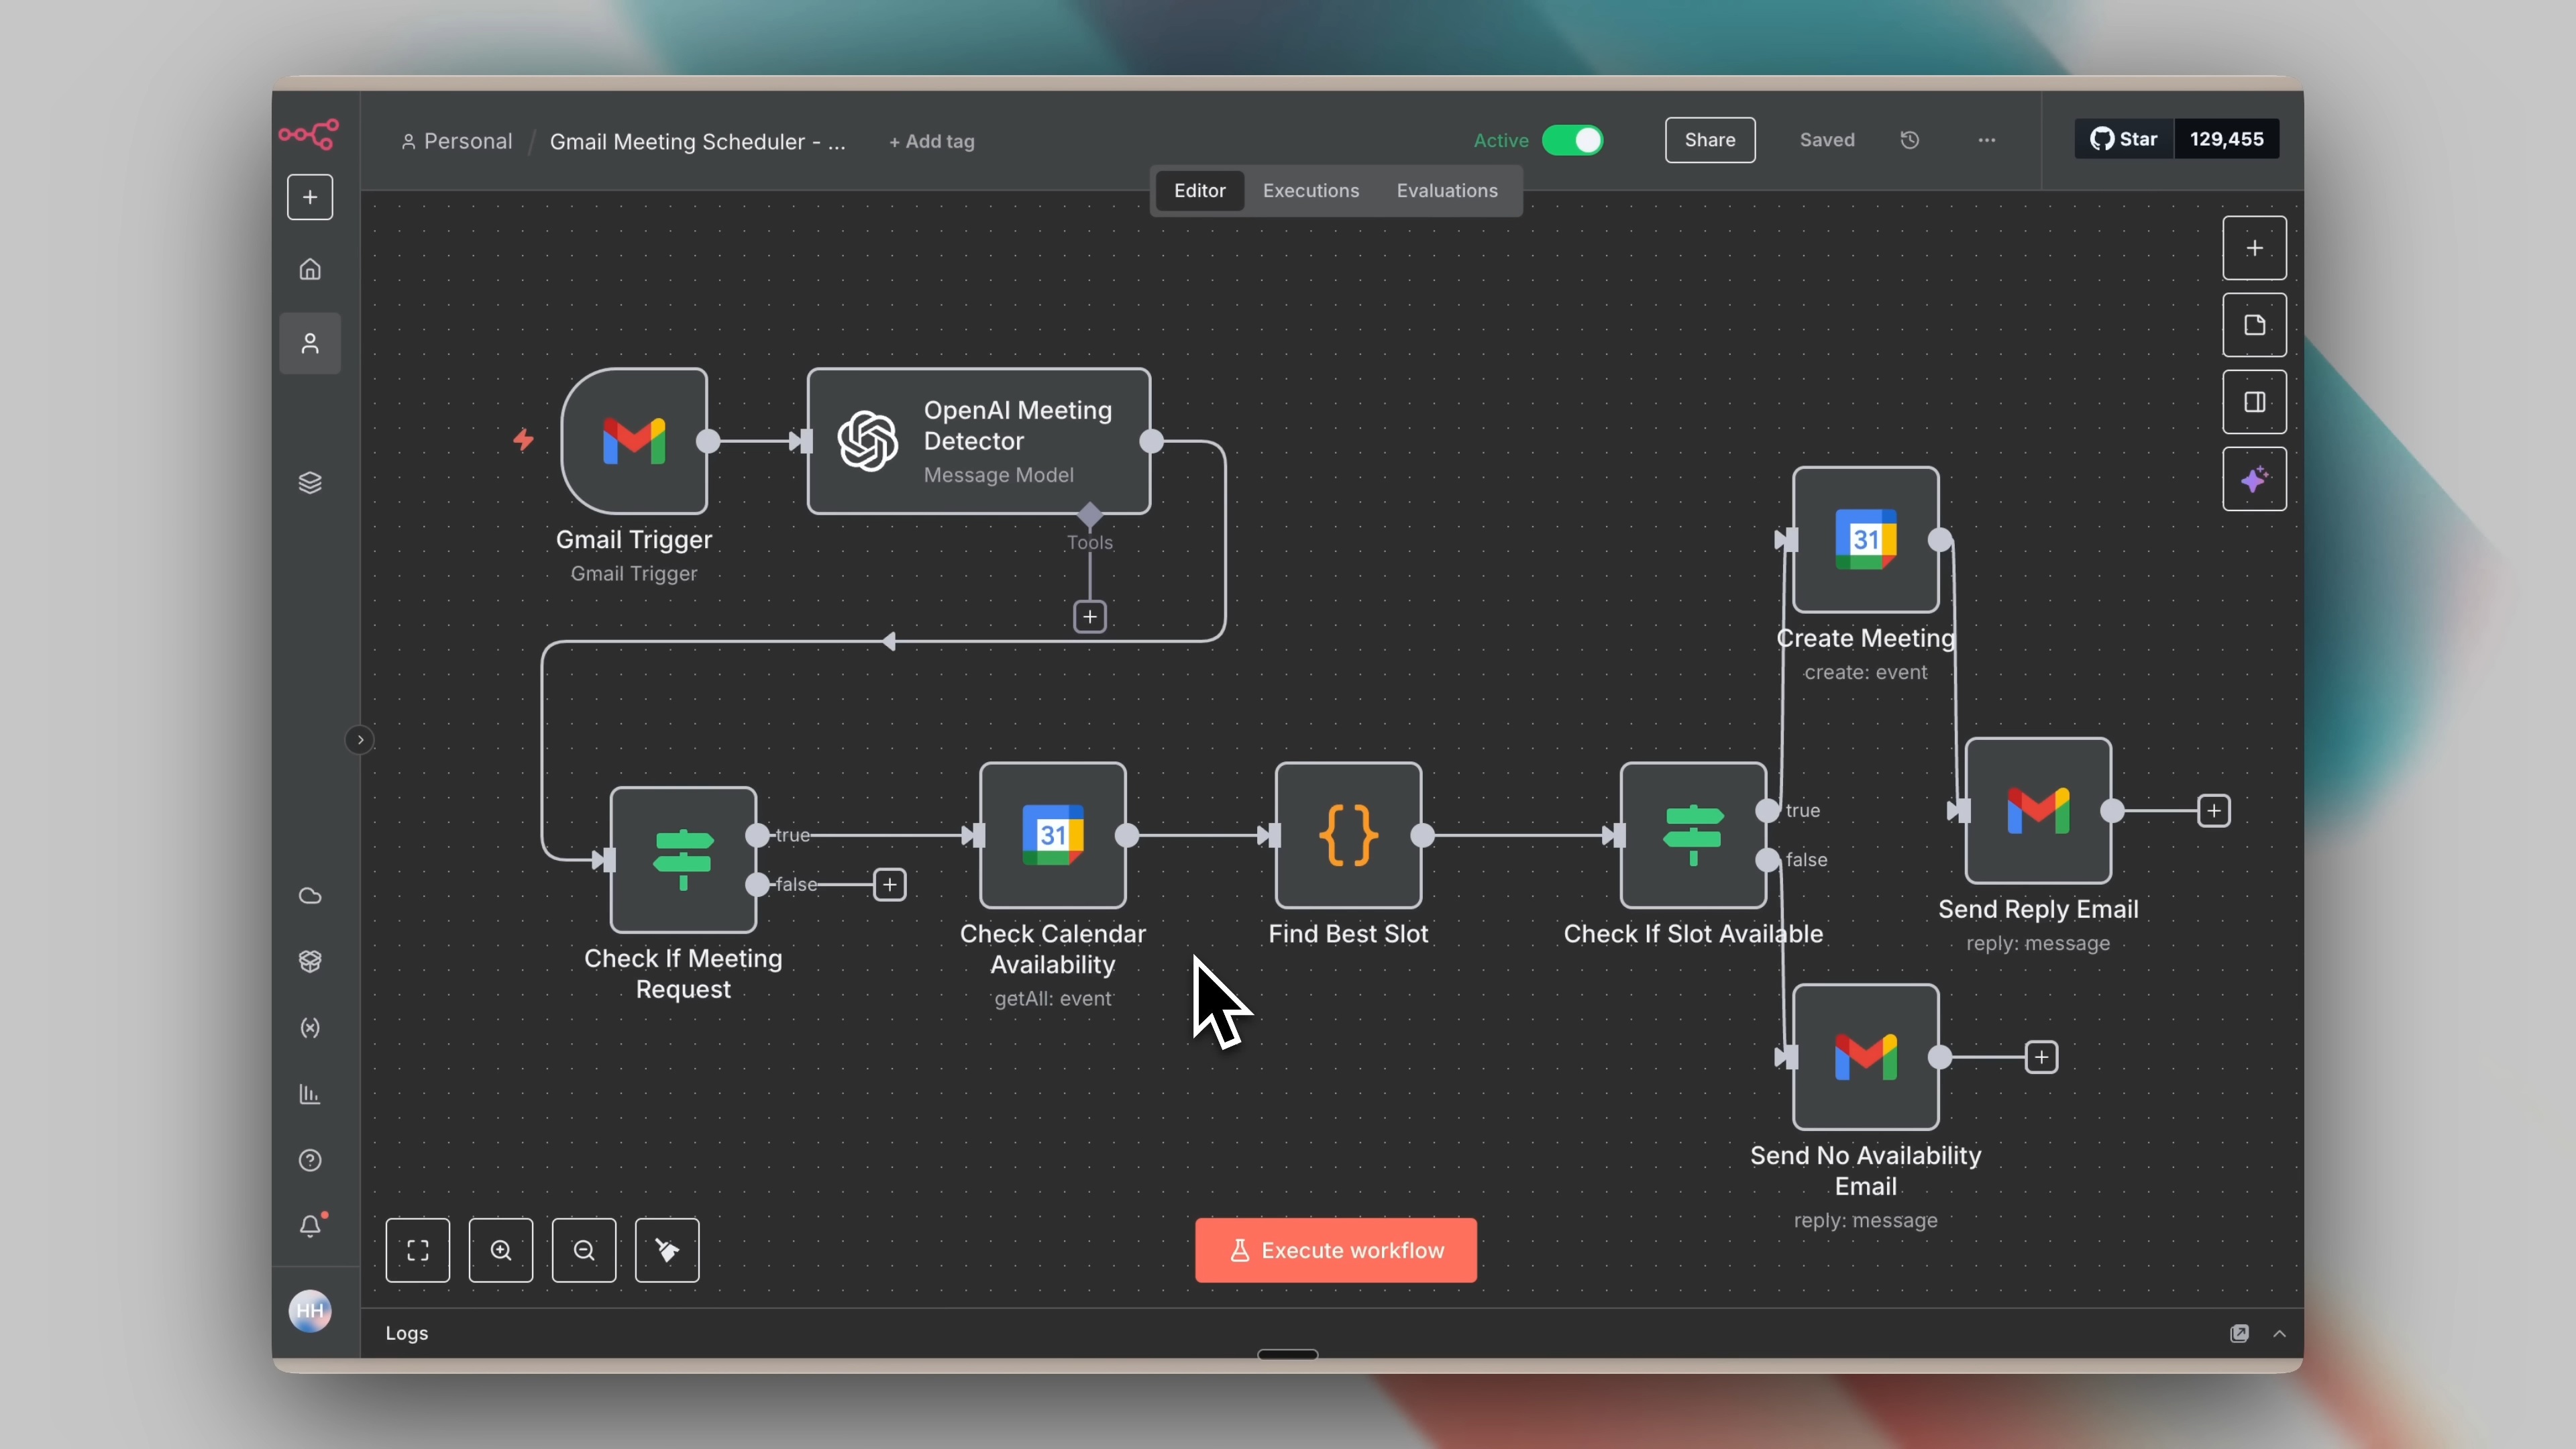 Personal / Gmail Meeting Scheduler - ... + Add tag
Active
Share
Saved
...
Star 129,455
Editor Executions Evaluations
OpenAI Meeting
Detector
Message Model
Gmail Trigger
Gmail Trigger
Tools
31
Create Meeting
create: event
true
false
Check If Meeting
Request
31
Check Calendar
Availability
getAll: event
{}
Find Best Slot
true
false
Check If Slot Available
Send Reply Email
reply: message
Send No Availability
Email
reply: message
Execute workflow
HH
Logs